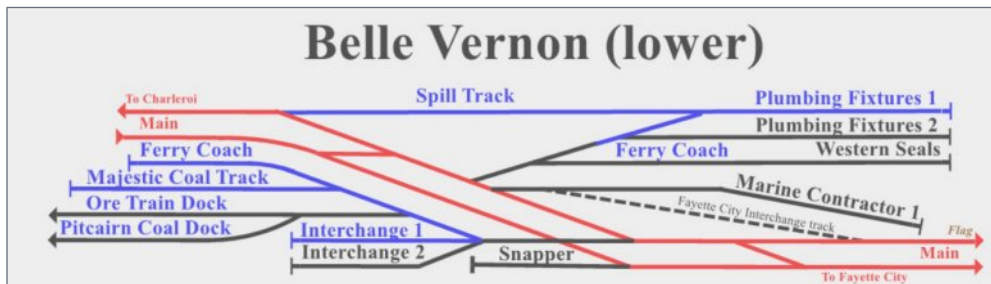 Belle Vernon (lower)
To Charleroi
Spill Track
Plumbing Fixtures 1
Main
Plumbing Fixtures 2
Ferry Coach
Ferry Coach
Western Seals
Majestic Coal Track
Marine Contractor 1
Ore Train Dock
Fayette City Interchange track
Pitcairn Coal Dock
Interchange 1
Flag
Interchange 2
Snapper
Main
To Fayette City